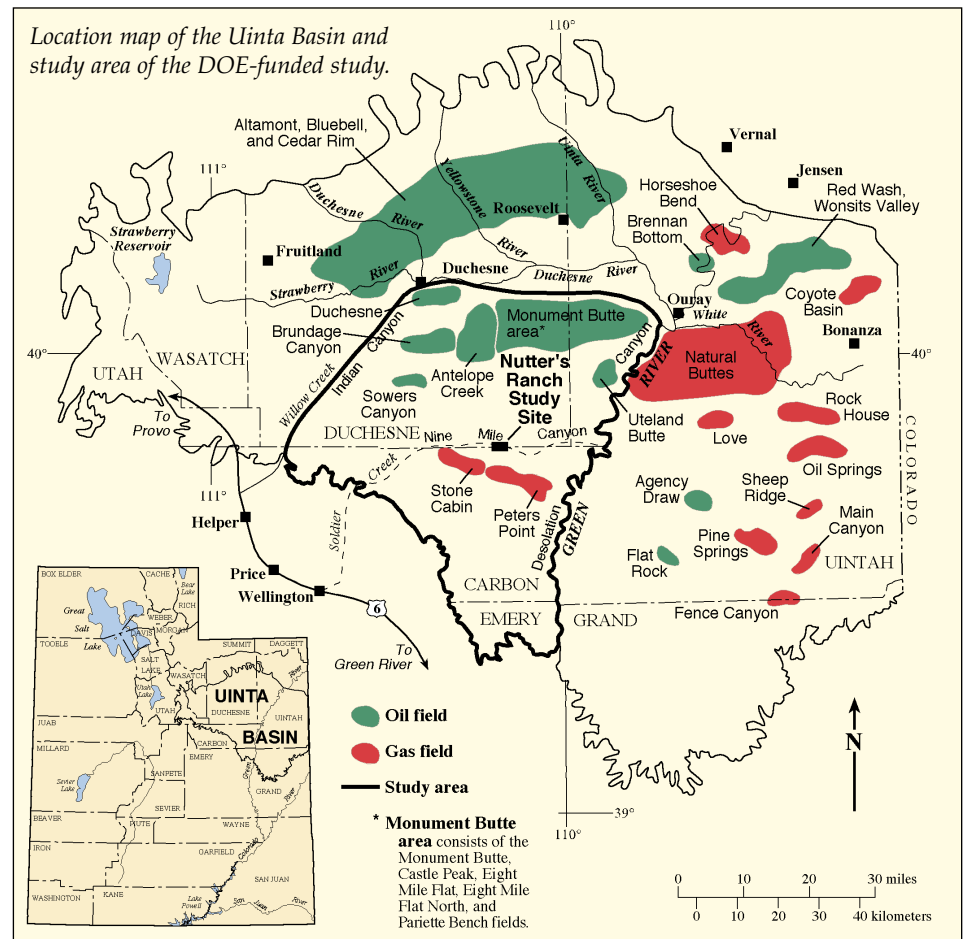 Location map of the Uinta Basin and
study area of the DOE-funded study.
110°
Altamont, Bluebell,
and Cedar Rim
Vernal
111°
Jensen
Duchesne
River
Yellowstone
River
Uinta
River
Horseshoe
Bend
Red Wash,
Wonsits Valley
Roosevelt
Brennan
Bottom
Strawberry
Reservoir
Fruitland
Strawberry
River
Duchesne
Duchesne
River
Duchesne
Ouray
White
River
Coyote
Basin
Brundage
Canyon
Monument Butte
area*
Bonanza
40°
WASATCH
UTAH
Willow Creek
Indian
Canyon
Antelope
Creek
Sowers
Canyon
Nutter's
Ranch
Study
Site
Canyon
RIVER
Natural
Buttes
40°
To
Provo
DUCHESNE
Nine
Mile
Canyon
Uteland
Butte
Love
Rock
House
COLORADO
Oil Springs
111°
Creek
Soldier
Stone
Cabin
Peters
Point
Desolation
GREEN
Agency
Draw
Sheep
Ridge
Main
Canyon
Helper
Pine
Springs
Flat
Rock
UINTAH
Price
Wellington
CARBON
EMERY
GRAND
Fence Canyon
6
To
Green River
BOX ELDER
CACHE
Bear
Lake
RICH
Great
Salt
Lake
WEBER
MORGAN
DAVIS
TOOELE
SALT
LAKE
SUMMIT
DAGGETT
WASATCH
Utah
Lake
UTAH
UINTA
BASIN
DUCHESNE
UINTAH
River
JUAB
CARBON
MILLARD
EMERY
Green
SANPETE
Sevier
Lake
GRAND
River
SEVIER
BEAVER
PIUTE
WAYNE
IRON
GARFIELD
Colorado
SAN JUAN
WASHINGTON
KANE
Lake
Powell
San
Juan
River
Oil field
Gas field
Study area
* Monument Butte
area consists of the
Monument Butte,
Castle Peak, Eight
Mile Flat, Eight Mile
Flat North, and
Pariette Bench fields.
N
39°
110°
0 10 20 30 miles
0 10 20 30 40 kilometers